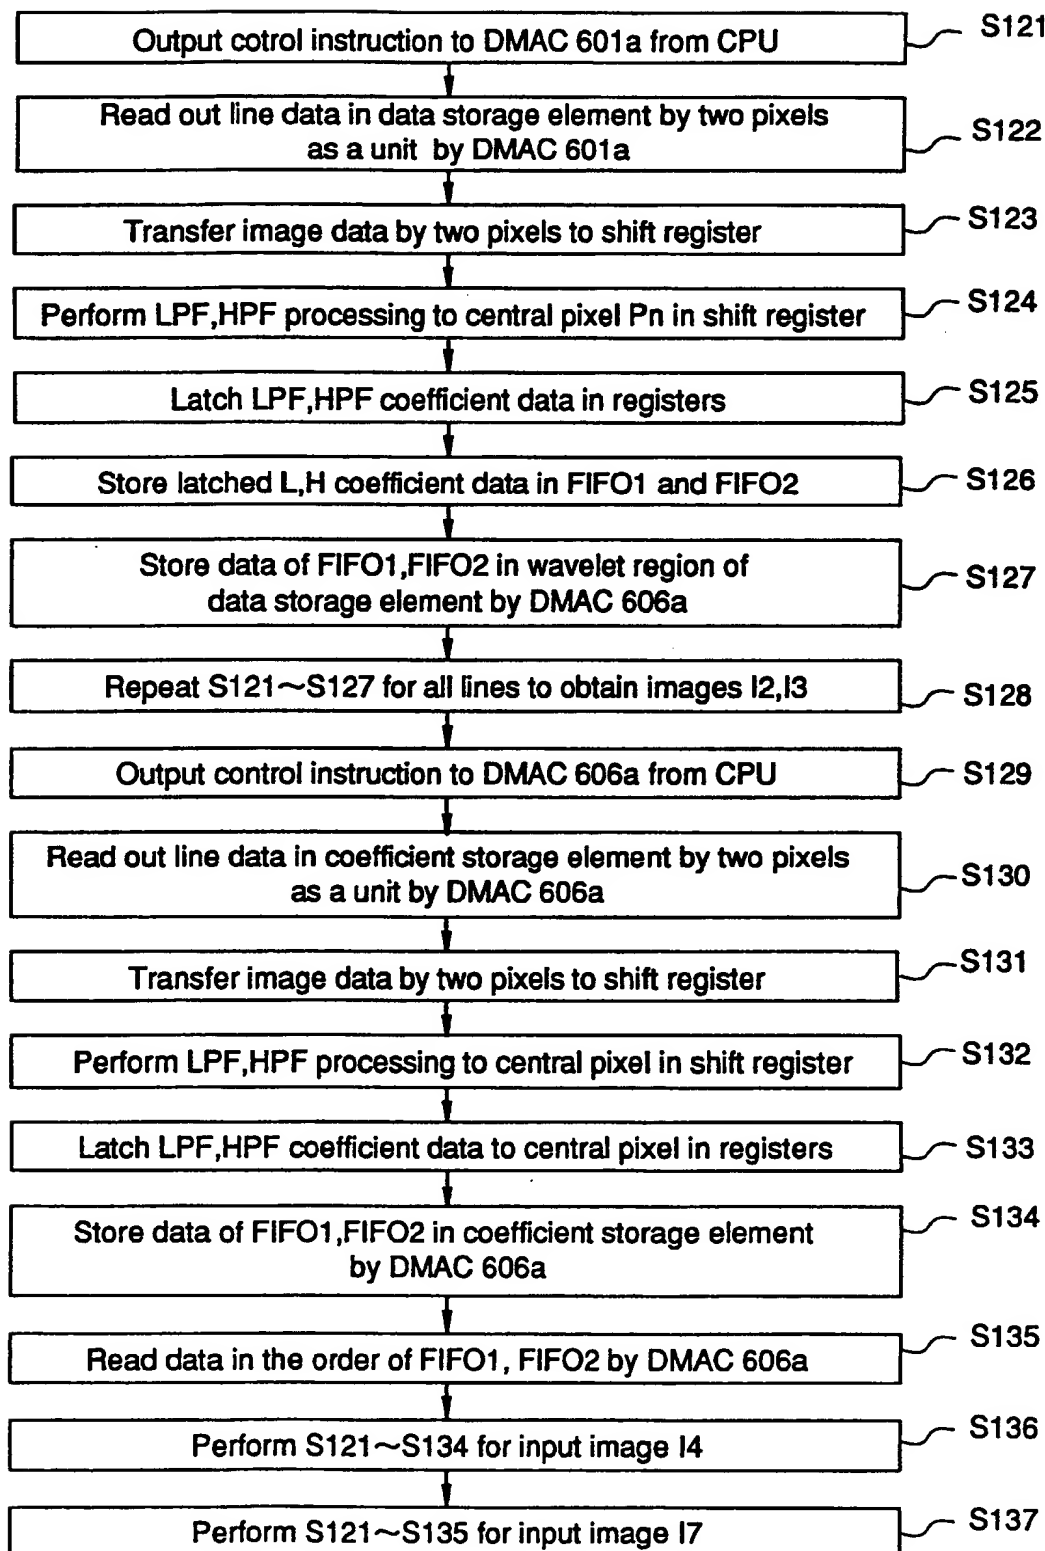 Output cotrol instruction to DMAC 601a from CPU
S121
Read out line data in data storage element by two pixels
as a unit by DMAC 601a
S122
Transfer image data by two pixels to shift register
S123
Perform LPF,HPF processing to central pixel Pn in shift register
S124
Latch LPF,HPF coefficient data in registers
S125
Store latched L,H coefficient data in FIFO1 and FIFO2
S126
Store data of FIFO1,FIFO2 in wavelet region of
data storage element by DMAC 606a
S127
Repeat S121~S127 for all lines to obtain images I2,I3
S128
Output control instruction to DMAC 606a from CPU
S129
Read out line data in coefficient storage element by two pixels
as a unit by DMAC 606a
S130
Transfer image data by two pixels to shift register
S131
Perform LPF,HPF processing to central pixel in shift register
S132
Latch LPF,HPF coefficient data to central pixel in registers
S133
Store data of FIFO1,FIFO2 in coefficient storage element
by DMAC 606a
S134
Read data in the order of FIFO1, FIFO2 by DMAC 606a
S135
Perform S121~S134 for input image I4
S136
Perform S121~S135 for input image I7
S137